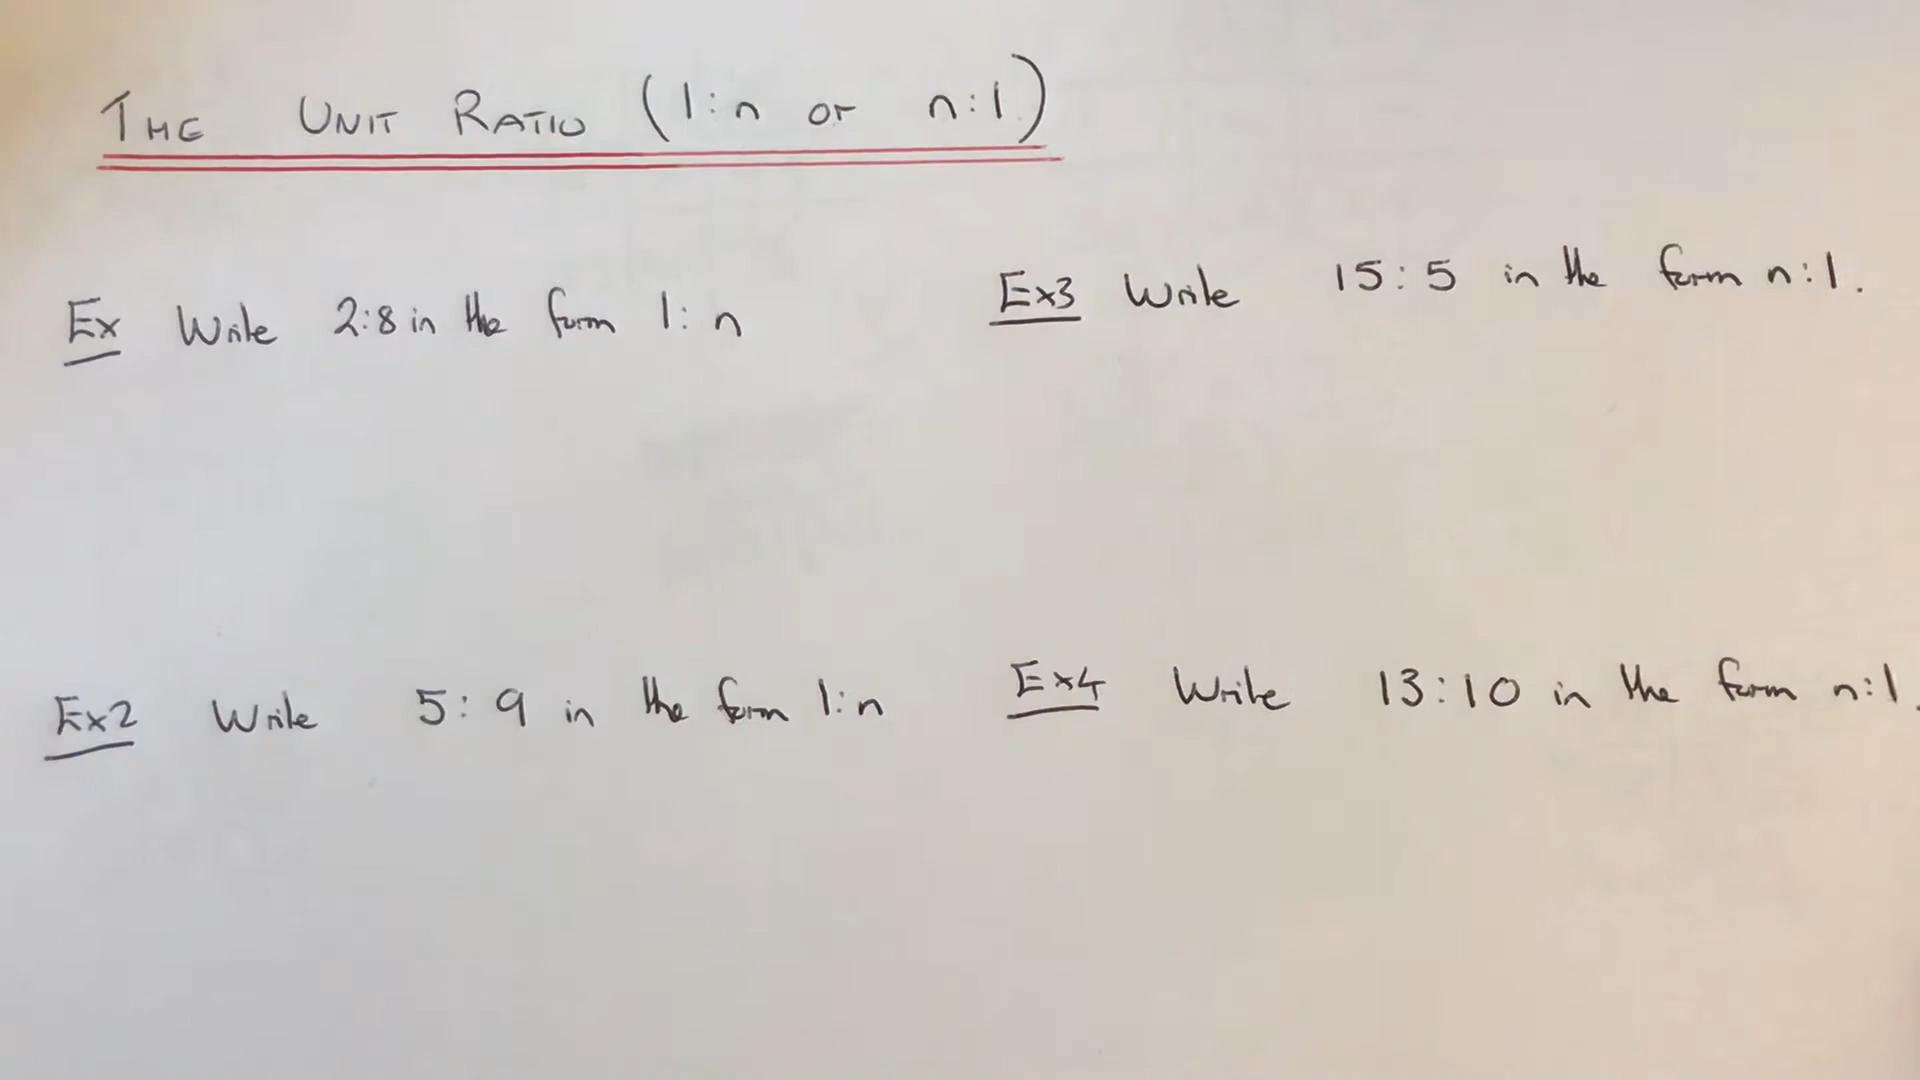 THE UNIT RATIO (1:n or n:1)
Ex Write 2:8 in the form 1:n
Ex2 Write 5:9 in the form 1:n
Ex3 Write 15:5 in the form n:1.
Ex4 Write 13:10 in the form n:1.